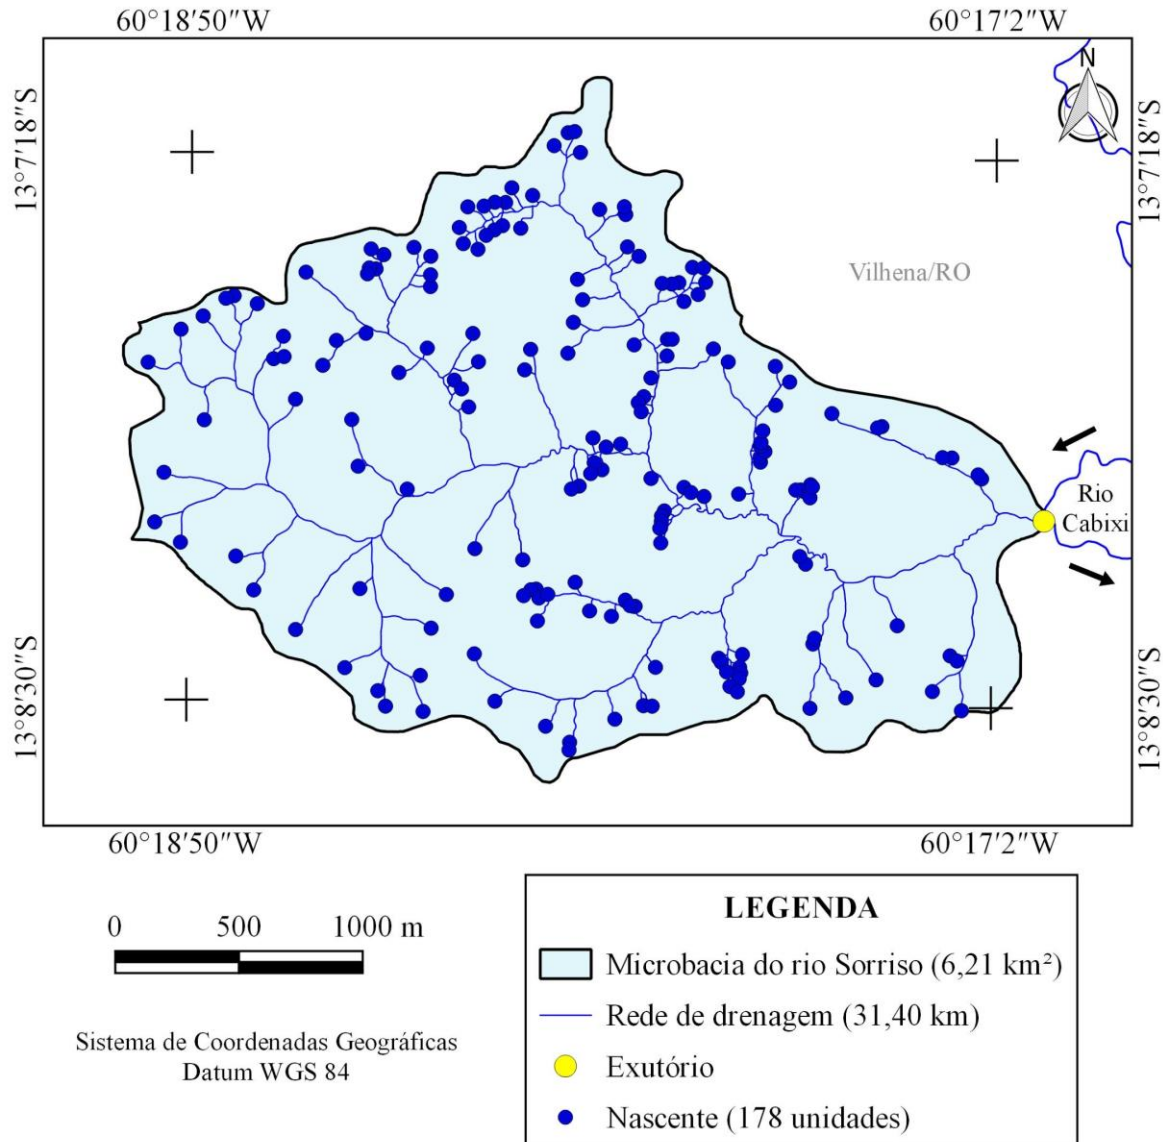 60°18'50"W
60°17'2"W
N
13°7'18"S
13°7'18"S
Vilhena/RO
Rio
Cabixi
13°8'30"S
13°8'30"S
60°18'50"W
60°17'2"W
0 500 1000 m
Sistema de Coordenadas Geográficas
Datum WGS 84
LEGENDA
Microbacia do rio Sorriso (6,21 km²)
Rede de drenagem (31,40 km)
Exutório
Nascente (178 unidades)